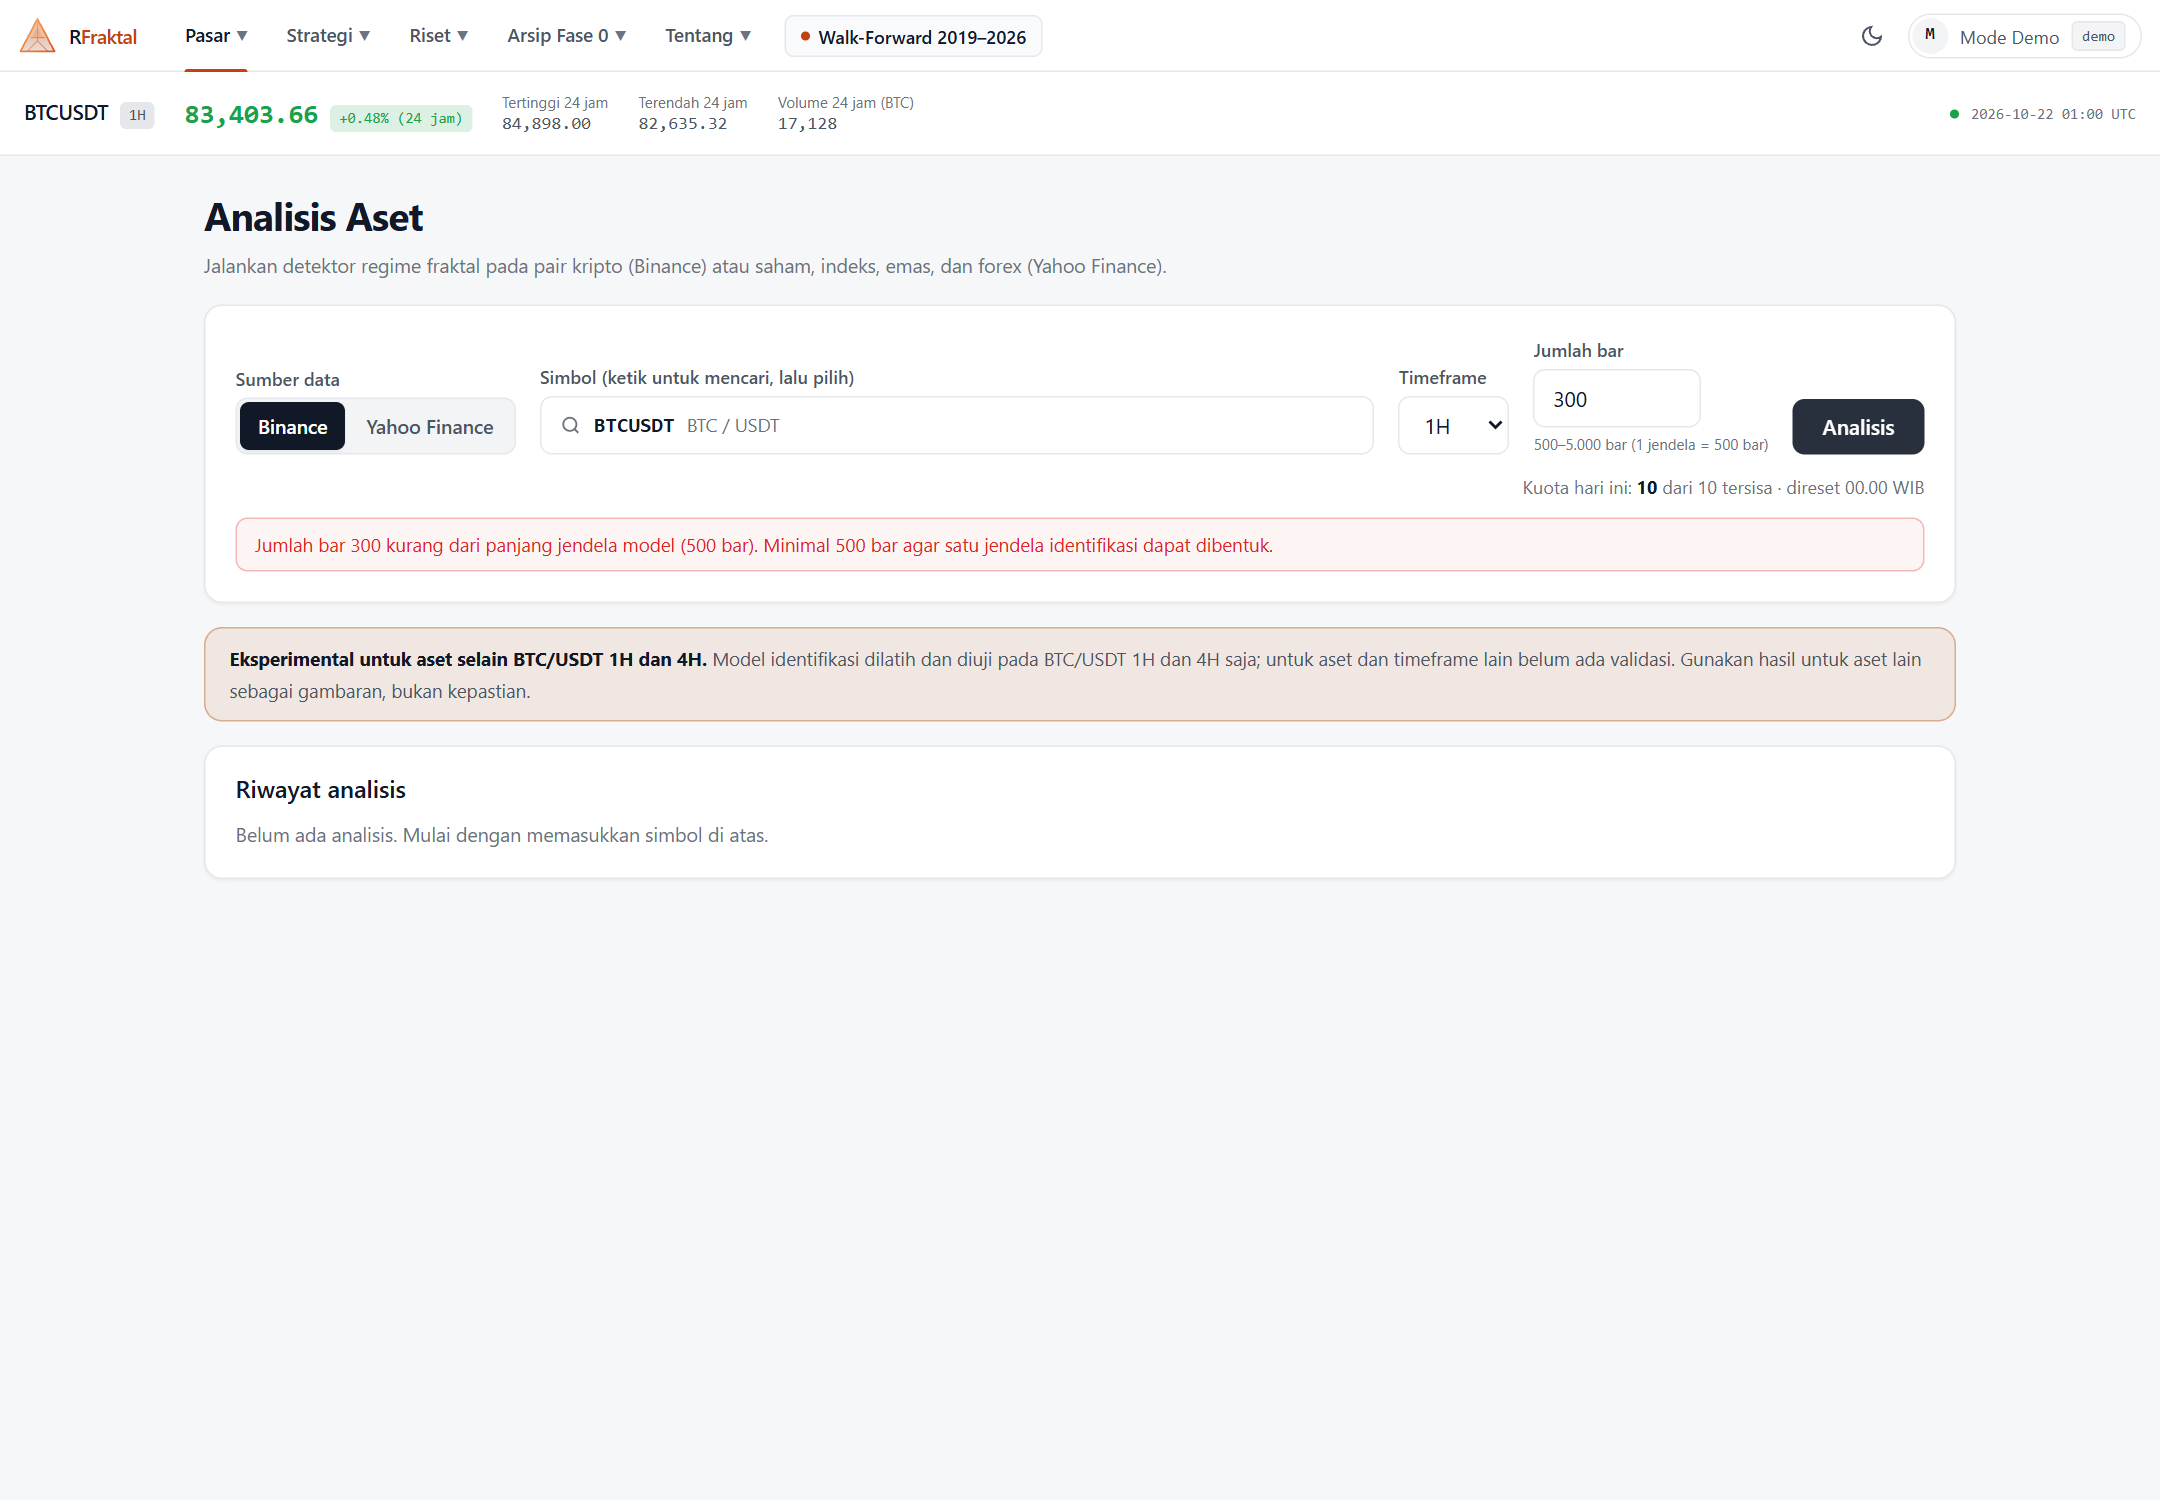 RFraktal
Pasar ▼ Strategi ▼ Riset ▼ Arsip Fase 0 ▼ Tentang ▼ Walk-Forward 2019–2026
M Mode Demo demo
BTCUSDT 1H 83,403.66 +0.48% (24 jam)
Tertinggi 24 jam
84,898.00
Terendah 24 jam
82,635.32
Volume 24 jam (BTC)
17,128
2026-10-22 01:00 UTC
Analisis Aset
Jalankan detektor regime fraktal pada pair kripto (Binance) atau saham, indeks, emas, dan forex (Yahoo Finance).
Sumber data
Binance Yahoo Finance
Simbol (ketik untuk mencari, lalu pilih)
BTCUSDT BTC / USDT
Timeframe
1H
Jumlah bar
300
500–5.000 bar (1 jendela = 500 bar)
Analisis
Kuota hari ini: 10 dari 10 tersisa · direset 00.00 WIB
Jumlah bar 300 kurang dari panjang jendela model (500 bar). Minimal 500 bar agar satu jendela identifikasi dapat dibentuk.
Eksperimental untuk aset selain BTC/USDT 1H dan 4H. Model identifikasi dilatih dan diuji pada BTC/USDT 1H dan 4H saja; untuk aset dan timeframe lain belum ada validasi. Gunakan hasil untuk aset lain
sebagai gambaran, bukan kepastian.
Riwayat analisis
Belum ada analisis. Mulai dengan memasukkan simbol di atas.